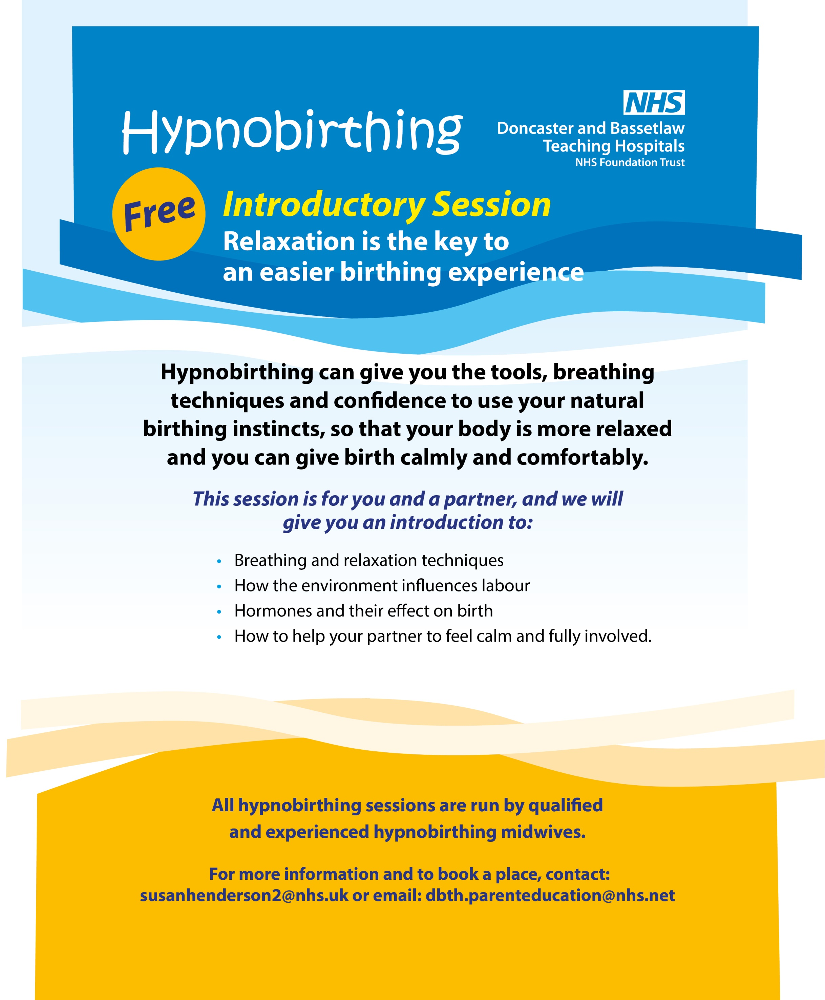 Hypnobirthing
NHS
Doncaster and Bassetlaw
Teaching Hospitals
NHS Foundation Trust
Free
Introductory Session
Relaxation is the key to
an easier birthing experience
Hypnobirthing can give you the tools, breathing
techniques and confidence to use your natural
birthing instincts, so that your body is more relaxed
and you can give birth calmly and comfortably.
This session is for you and a partner, and we will
give you an introduction to:
• Breathing and relaxation techniques
• How the environment influences labour
• Hormones and their effect on birth
• How to help your partner to feel calm and fully involved.
All hypnobirthing sessions are run by qualified
and experienced hypnobirthing midwives.
For more information and to book a place, contact:
susanhenderson2@nhs.uk or email: dbth.parenteducation@nhs.net